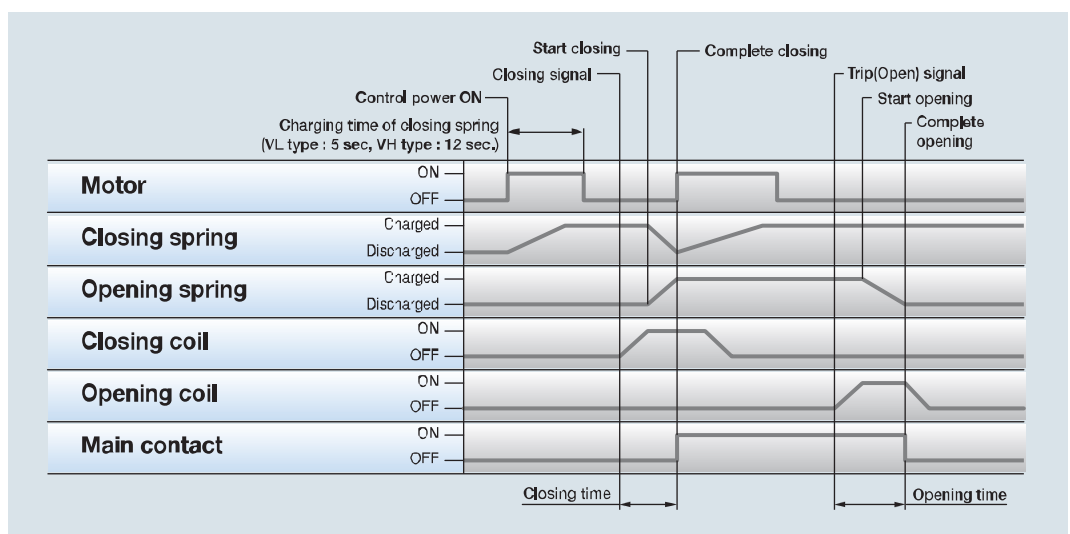 Start closing
Complete closing
Closing signal
Trip(Open) signal
Control power ON
Start opening
Charging time of closing spring
(VL type : 5 sec, VH type : 12 sec.)
Complete
opening
Motor
ON
OFF
Closing spring
Charged
Discharged
Opening spring
Charged
Discharged
Closing coil
ON
OFF
Opening coil
ON
OFF
Main contact
ON
OFF
Closing time
Opening time